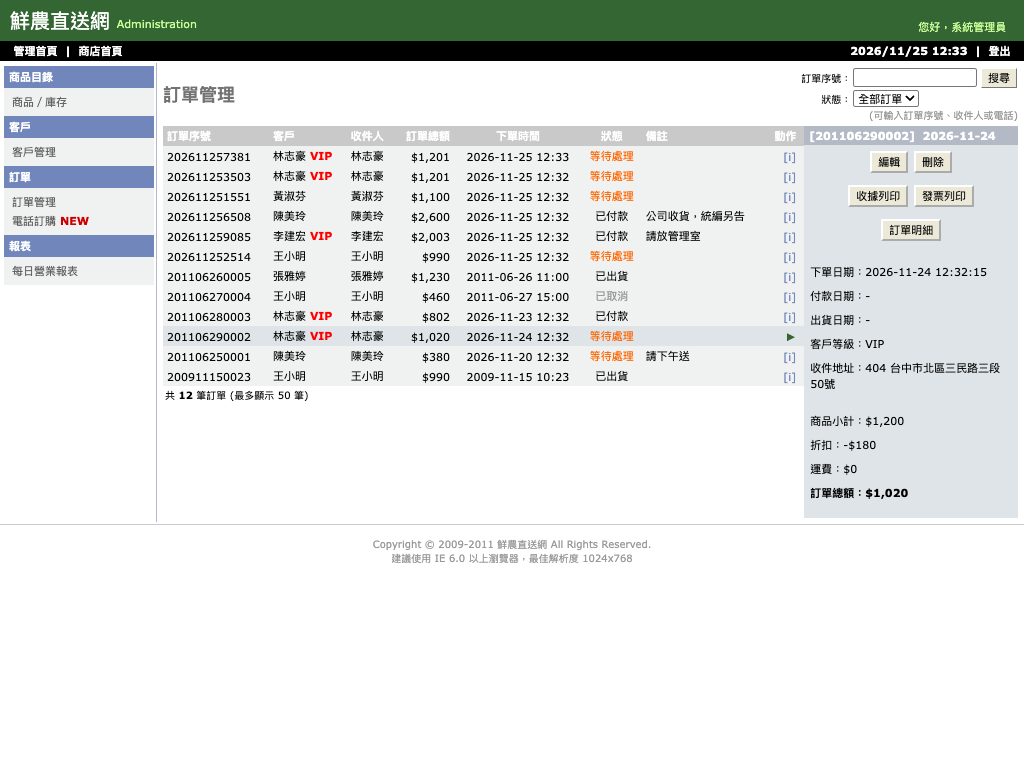 鮮農直送網 Administration
您好，系統管理員
管理首頁 | 商店首頁
2026/11/25 12:33 | 登出
商品目錄
商品 / 庫存
客戶
客戶管理
訂單
訂單管理
電話訂購 NEW
報表
每日營業報表
訂單管理
訂單序號：
搜尋
狀態： 全部訂單
(可輸入訂單序號、收件人或電話)
訂單序號 客戶 收件人 訂單總額 下單時間 狀態 備註 動作
202611257381 林志豪 VIP 林志豪 $1,201 2026-11-25 12:33 等待處理 [i]
202611253503 林志豪 VIP 林志豪 $1,201 2026-11-25 12:32 等待處理 [i]
202611251551 黃淑芬 黃淑芬 $1,100 2026-11-25 12:32 等待處理 [i]
202611256508 陳美玲 陳美玲 $2,600 2026-11-25 12:32 已付款 公司收貨，統編另告 [i]
202611259085 李建宏 VIP 李建宏 $2,003 2026-11-25 12:32 已付款 請放管理室 [i]
202611252514 王小明 王小明 $990 2026-11-25 12:32 等待處理 [i]
201106260005 張雅婷 張雅婷 $1,230 2011-06-26 11:00 已出貨 [i]
201106270004 王小明 王小明 $460 2011-06-27 15:00 已取消 [i]
201106280003 林志豪 VIP 林志豪 $802 2026-11-23 12:32 已付款 [i]
201106290002 林志豪 VIP 林志豪 $1,020 2026-11-24 12:32 等待處理 ▶
201106250001 陳美玲 陳美玲 $380 2026-11-20 12:32 等待處理 請下午送 [i]
200911150023 王小明 王小明 $990 2009-11-15 10:23 已出貨 [i]
共 12 筆訂單 (最多顯示 50 筆)
[201106290002] 2026-11-24
編輯 刪除
收據列印 發票列印
訂單明細
下單日期：2026-11-24 12:32:15
付款日期：-
出貨日期：-
客戶等級：VIP
收件地址：404 台中市北區三民路三段
50號
商品小計：$1,200
折扣：-$180
運費：$0
訂單總額：$1,020
Copyright © 2009-2011 鮮農直送網 All Rights Reserved.
建議使用 IE 6.0 以上瀏覽器，最佳解析度 1024x768